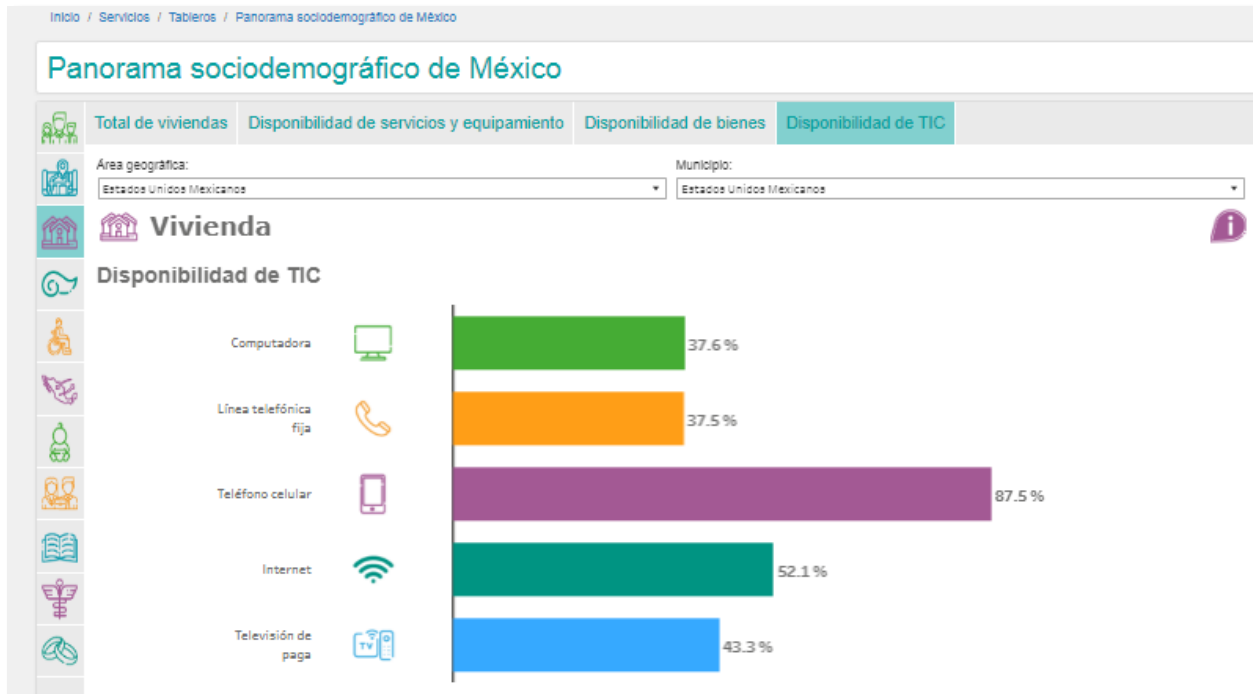 Inicio / Servicios / Tableros / Panorama sociodemográfico de México
Panorama sociodemográfico de México
Total de viviendas Disponibilidad de servicios y equipamiento Disponibilidad de bienes Disponibilidad de TIC
Área geográfica: Municipio:
Estados Unidos Mexicanos Estados Unidos Mexicanos
Vivienda
i
Disponibilidad de TIC
Computadora 37.6 %
Línea telefónica
fija
37.5 %
Teléfono celular 87.5 %
Internet 52.1 %
Televisión de
paga
TV
43.3 %